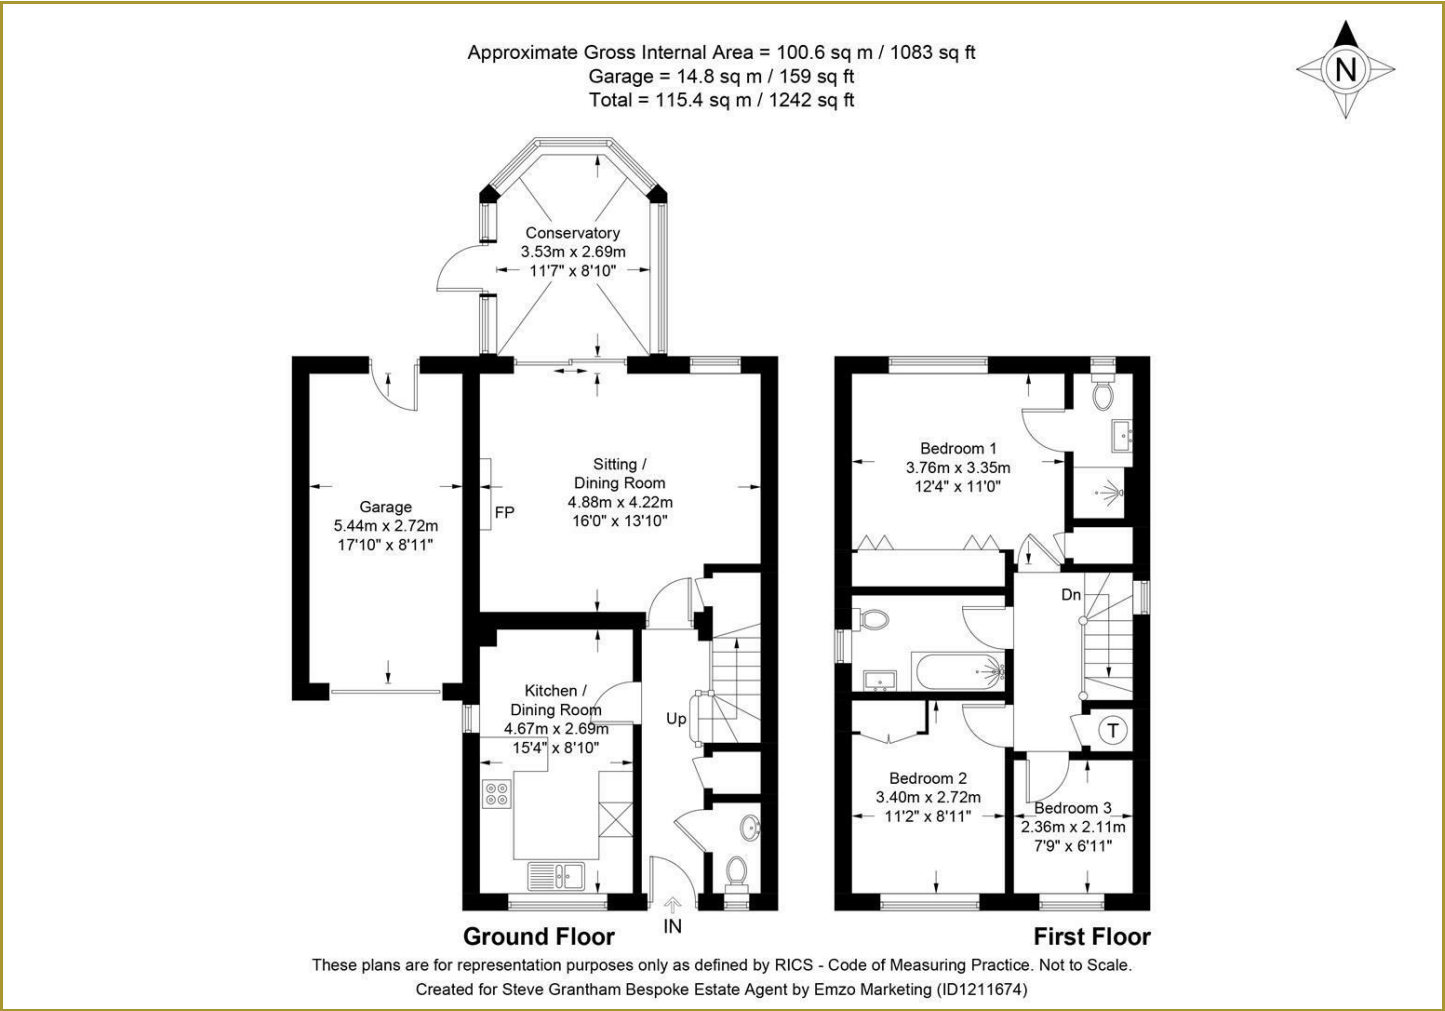 Approximate Gross Internal Area = 100.6 sq m / 1083 sq ft
Garage = 14.8 sq m / 159 sq ft
Total = 115.4 sq m / 1242 sq ft
N
Conservatory
3.53m x 2.69m
11'7" x 8'10"
Garage
5.44m x 2.72m
17'10" x 8'11"
FP
Sitting /
Dining Room
4.88m x 4.22m
16'0" x 13'10"
Kitchen /
Dining Room
4.67m x 2.69m
15'4" x 8'10"
Up
IN
Ground Floor
Bedroom 1
3.76m x 3.35m
12'4" x 11'0"
Dn
T
Bedroom 2
3.40m x 2.72m
11'2" x 8'11"
Bedroom 3
2.36m x 2.11m
7'9" x 6'11"
First Floor
These plans are for representation purposes only as defined by RICS - Code of Measuring Practice. Not to Scale.
Created for Steve Grantham Bespoke Estate Agent by Emzo Marketing (ID1211674)